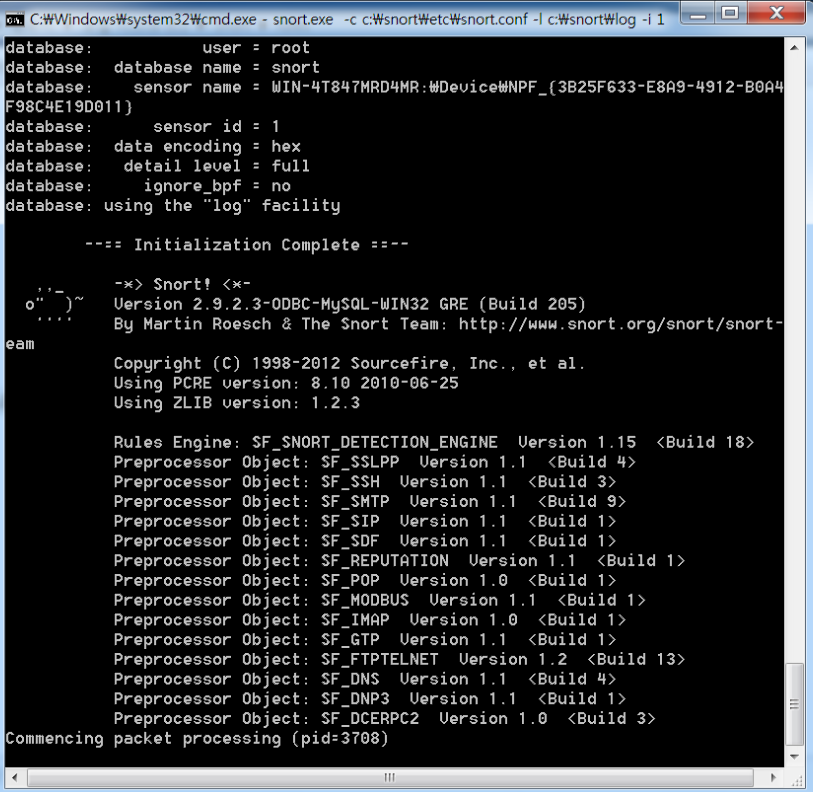 C:₩Windows₩system32₩cmd.exe - snort.exe  -c c:₩snort₩etc₩snort.conf -l c:₩snort₩log -i 1
database:           user = root
database:  database name = snort
database:    sensor name = WIN-4T847MRD4MR:₩Device₩NPF_{3B25F633-E8A9-4912-B0A4
F98C4E19D011}
database:      sensor id = 1
database:  data encoding = hex
database:   detail level = full
database:     ignore_bpf = no
database: using the "log" facility
        --== Initialization Complete ==--
   ,,_     -*> Snort! <*-
  o"  )~   Version 2.9.2.3-ODBC-MySQL-WIN32 GRE (Build 205)
   ''''    By Martin Roesch & The Snort Team: http://www.snort.org/snort/snort-
eam
           Copyright (C) 1998-2012 Sourcefire, Inc., et al.
           Using PCRE version: 8.10 2010-06-25
           Using ZLIB version: 1.2.3
           Rules Engine: SF_SNORT_DETECTION_ENGINE  Version 1.15  <Build 18>
           Preprocessor Object: SF_SSLPP  Version 1.1  <Build 4>
           Preprocessor Object: SF_SSH  Version 1.1  <Build 3>
           Preprocessor Object: SF_SMTP  Version 1.1  <Build 9>
           Preprocessor Object: SF_SIP  Version 1.1  <Build 1>
           Preprocessor Object: SF_SDF  Version 1.1  <Build 1>
           Preprocessor Object: SF_REPUTATION  Version 1.1  <Build 1>
           Preprocessor Object: SF_POP  Version 1.0  <Build 1>
           Preprocessor Object: SF_MODBUS  Version 1.1  <Build 1>
           Preprocessor Object: SF_IMAP  Version 1.0  <Build 1>
           Preprocessor Object: SF_GTP  Version 1.1  <Build 1>
           Preprocessor Object: SF_FTPTELNET  Version 1.2  <Build 13>
           Preprocessor Object: SF_DNS  Version 1.1  <Build 4>
           Preprocessor Object: SF_DNP3  Version 1.1  <Build 1>
           Preprocessor Object: SF_DCERPC2  Version 1.0  <Build 3>
Commencing packet processing (pid=3708)